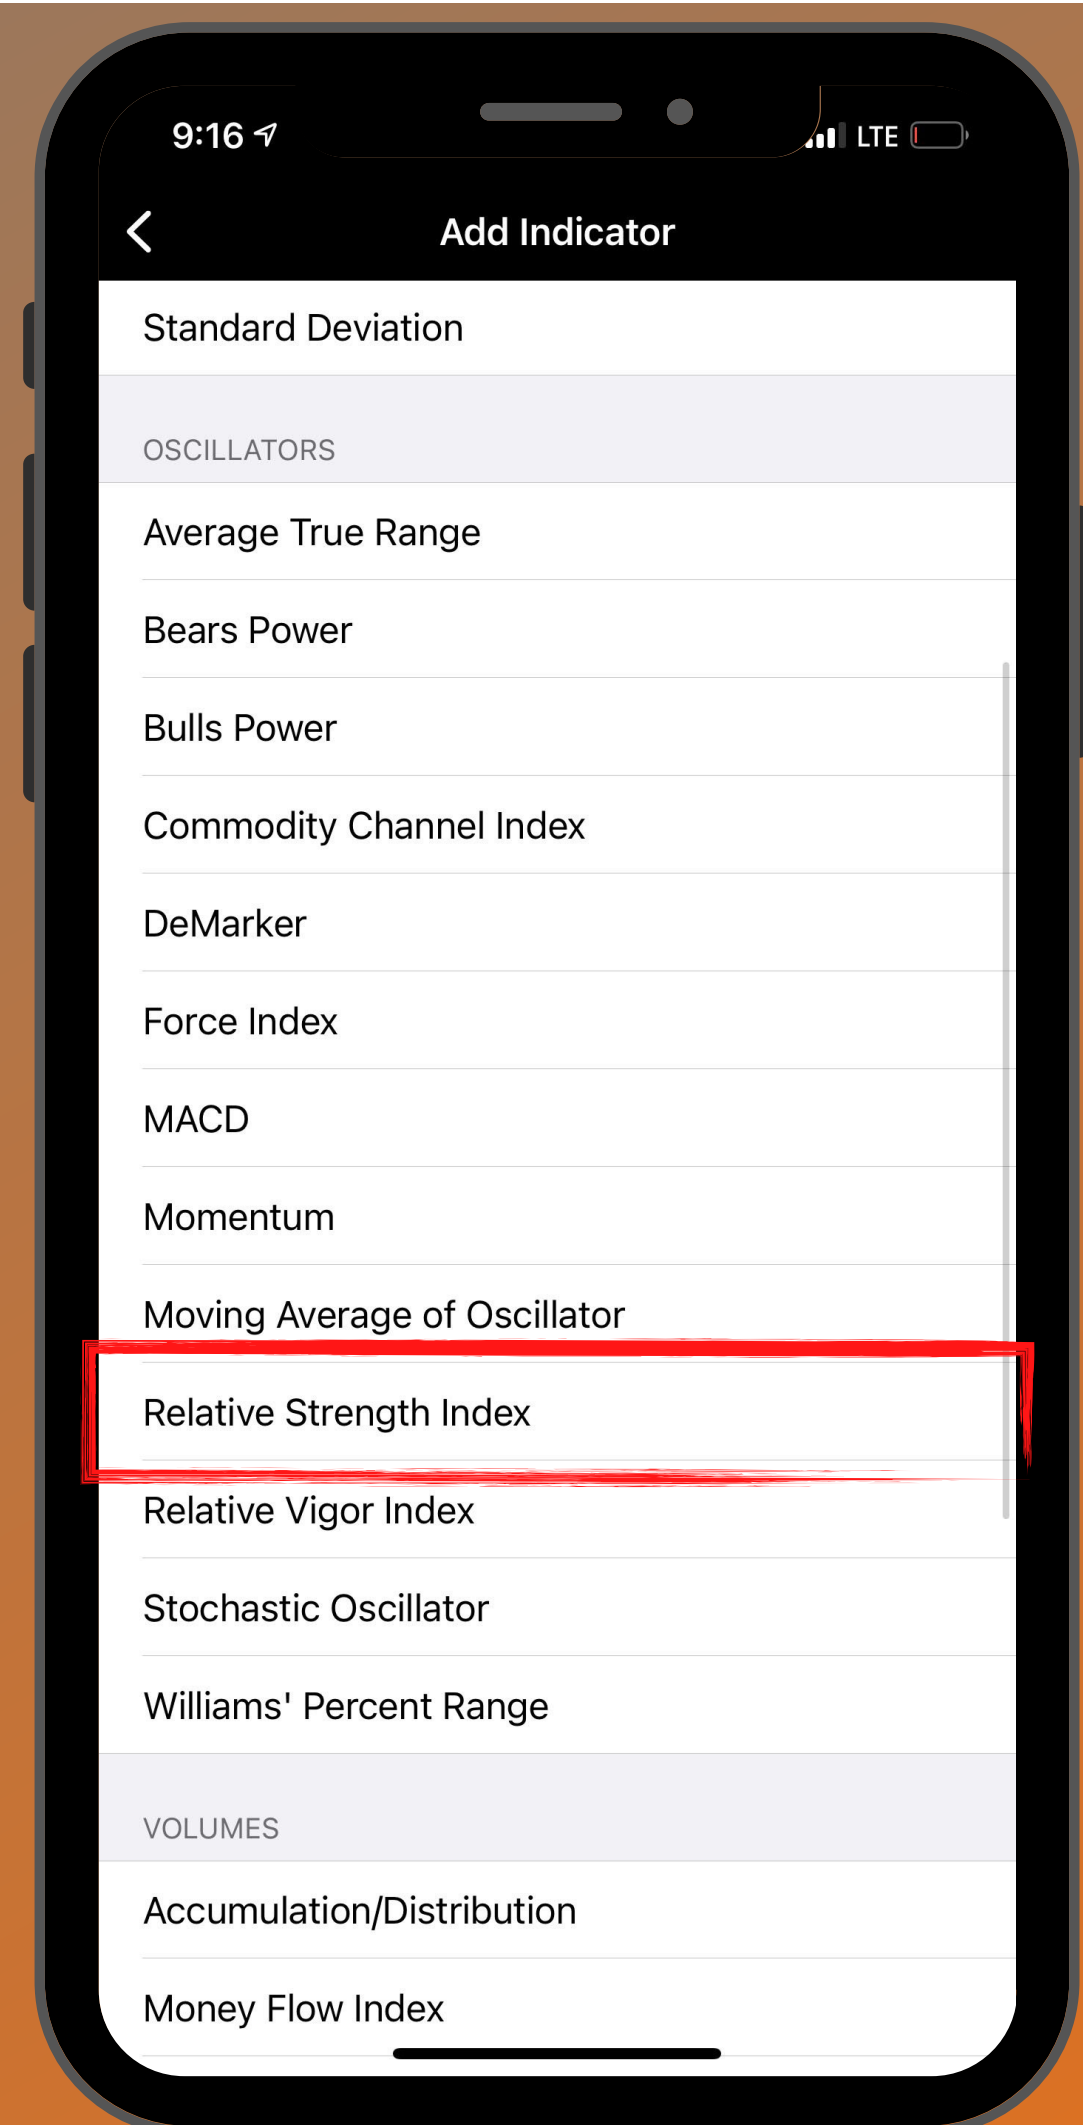 9:16 LTE
Add Indicator
Standard Deviation
OSCILLATORS
Average True Range
Bears Power
Bulls Power
Commodity Channel Index
DeMarker
Force Index
MACD
Momentum
Moving Average of Oscillator
Relative Strength Index
Relative Vigor Index
Stochastic Oscillator
Williams' Percent Range
VOLUMES
Accumulation/Distribution
Money Flow Index